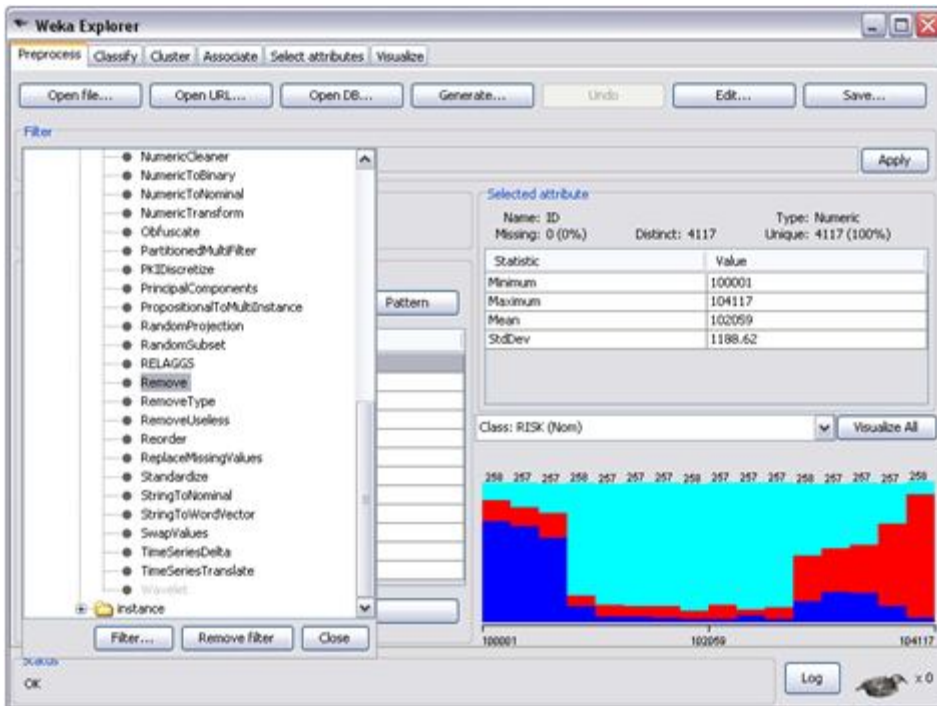 Weka Explorer
Preprocess Classify Cluster Associate Select attributes Visualize
Open file... Open URL... Open DB... Generate... Undo Edit... Save...
Filter
Apply
NumericCleaner
NumericToBinary
NumericToNominal
NumericTransform
Obfuscate
PartitionedMultiFilter
PKIDiscretize
PrincipalComponents
PropositionalToMultiInstance
RandomProjection
RandomSubset
RELAGGS
Remove
RemoveType
RemoveUseless
Reorder
ReplaceMissingValues
Standardize
StringToNominal
StringToWordVector
SwapValues
TimeSeriesDelta
TimeSeriesTranslate
Wavelet
instance
Filter... Remove filter Close
Pattern
Selected attribute
Name: ID Type: Numeric
Missing: 0 (0%) Distinct: 4117 Unique: 4117 (100%)
Statistic Value
Minimum 100001
Maximum 104117
Mean 102059
StdDev 1188.62
Class: RISK (Nom) Visualize All
258 257 257 258 257 257 257 258 257 257 257 258 257 257 257 258
100001 102059 104117
Status
OK
Log x 0